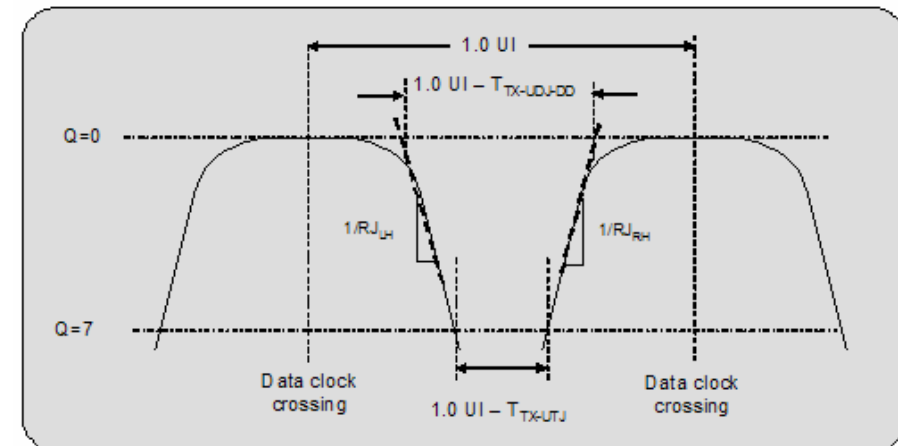 1.0 UI
1.0 UI – TTX-UDJ-DD
Q=0
1/RJLH
1/RJRH
Q=7
Data clock
crossing
Data clock
crossing
1.0 UI – TTX-UTJ